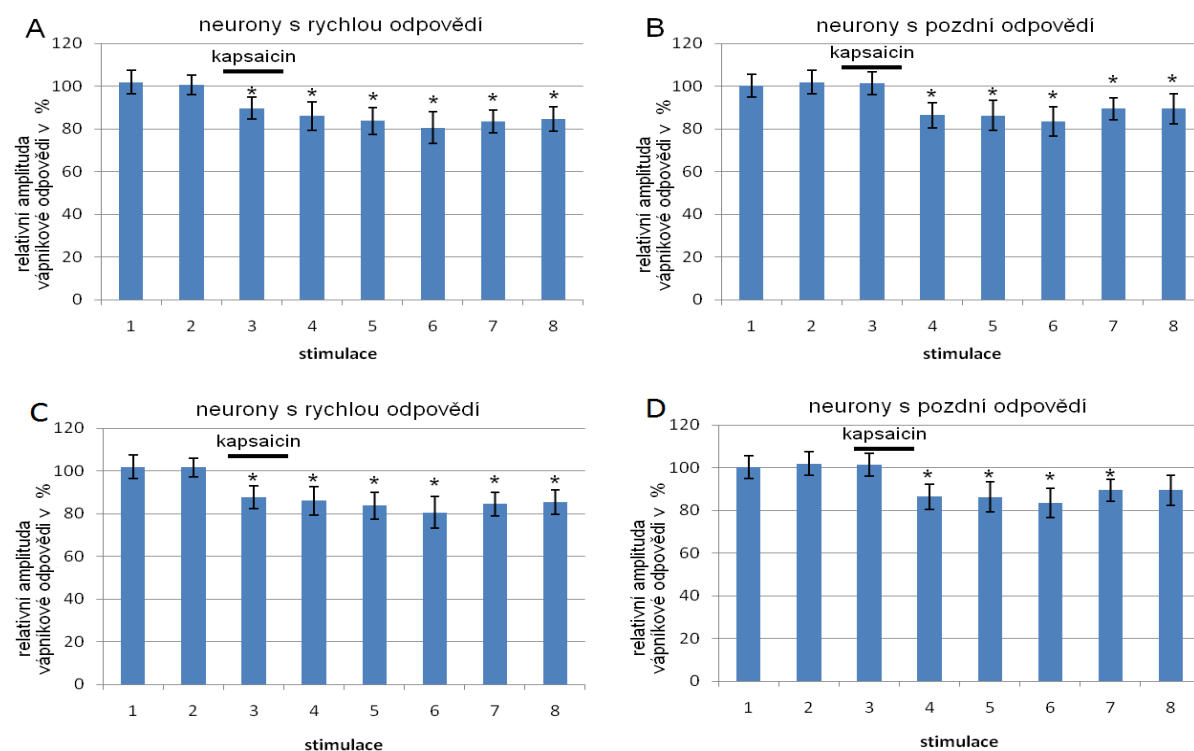 A
neurony s rychlou odpovědí
kapsaicin
relativní amplituda
vápníkové odpovědí v %
120
100
80
60
40
20
0
* * * * * *
1 2 3 4 5 6 7 8
stimulace
B
neurony s pozdní odpovědí
kapsaicin
relativní amplituda
vápníkové odpovědí v %
120
100
80
60
40
20
0
* * * * *
1 2 3 4 5 6 7 8
stimulace
C
neurony s rychlou odpovědí
kapsaicin
relativní amplituda
vápníkové odpovědí v %
120
100
80
60
40
20
0
* * * * * *
1 2 3 4 5 6 7 8
stimulace
D
neurony s pozdní odpovědí
kapsaicin
relativní amplituda
vápníkové odpovědí v %
120
100
80
60
40
20
0
* * * *
1 2 3 4 5 6 7 8
stimulace